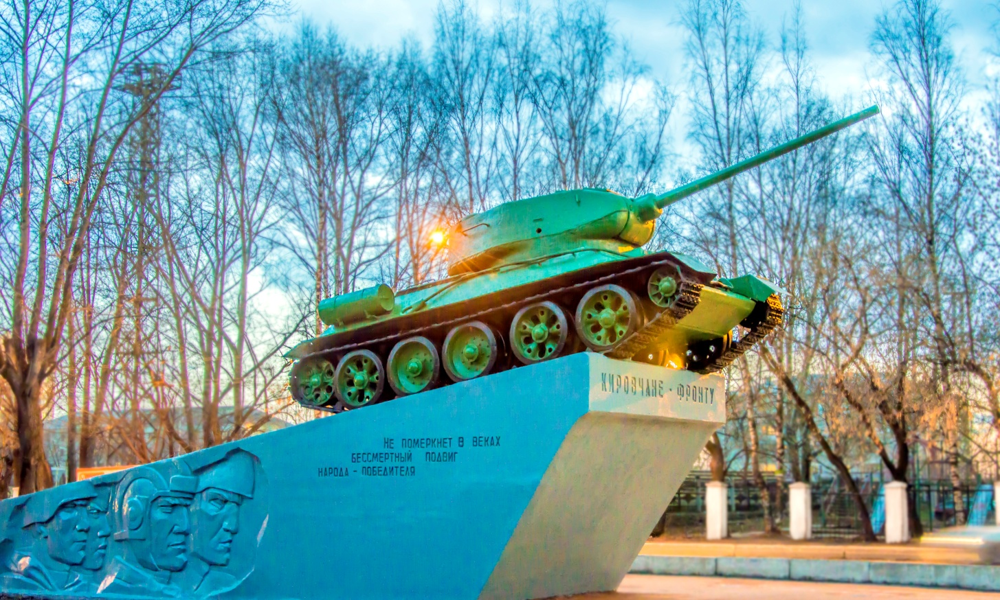 КИРОВЧАНЕ - ФРОНТУ
НЕ ПОМЕРКНЕТ В ВЕКАХ
БЕССМЕРТНЫЙ ПОДВИГ
НАРОДА - ПОБЕДИТЕЛЯ